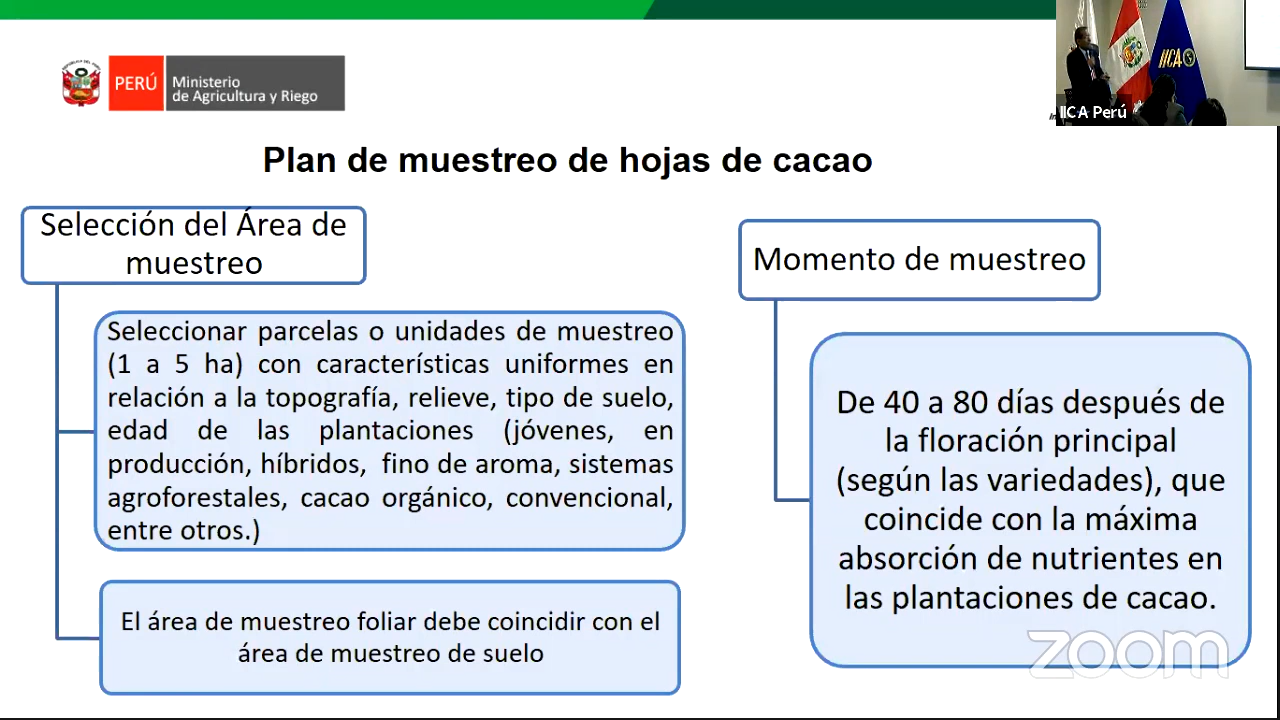 PERÚ
Ministerio
de Agricultura y Riego
IICA
IICA Perú
Plan de muestreo de hojas de cacao
Selección del Área de
muestreo
Seleccionar parcelas o unidades de muestreo
(1 a 5 ha) con características uniformes en
relación a la topografía, relieve, tipo de suelo,
edad de las plantaciones (jóvenes, en
producción, híbridos, fino de aroma, sistemas
agroforestales, cacao orgánico, convencional,
entre otros.)
El área de muestreo foliar debe coincidir con el
área de muestreo de suelo
Momento de muestreo
De 40 a 80 días después de
la floración principal
(según las variedades), que
coincide con la máxima
absorción de nutrientes en
las plantaciones de cacao.
zoom